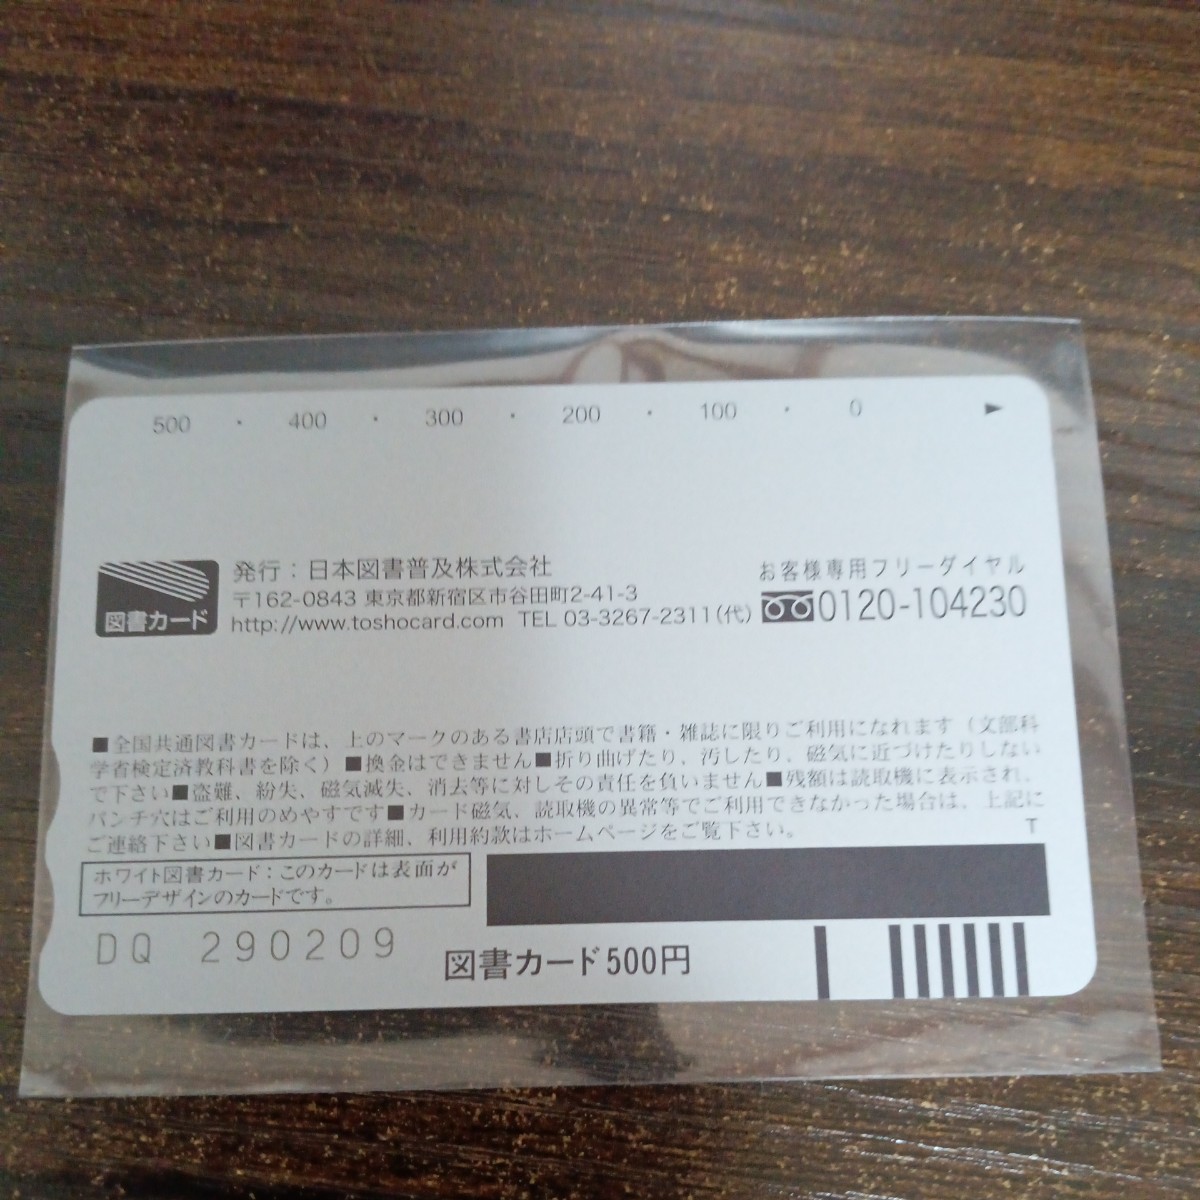 500 ・ 400 ・ 300 ・ 200 ・ 100 ・ 0 ►
図書カード
発行：日本図書普及株式会社
〒162-0843 東京都新宿区市谷田町2-41-3
http://www.toshocard.com TEL 03-3267-2311(代)
お客様専用フリーダイヤル
0120-104230
■全国共通図書カードは、上のマークのある書店店頭で書籍・雑誌に限りご利用になれます（文部科
学省検定済教科書を除く）■換金はできません■折り曲げたり、汚したり、磁気に近づけたりしない
で下さい■盗難、紛失、磁気滅失、消去等に対しその責任を負いません■残額は読取機に表示され、
パンチ穴はご利用のめやすです■カード磁気、読取機の異常等でご利用できなかった場合は、上記に
ご連絡下さい■図書カードの詳細、利用約款はホームページをご覧下さい。
T
ホワイト図書カード：このカードは表面が
フリーデザインのカードです。
DQ 290209
図書カード500円